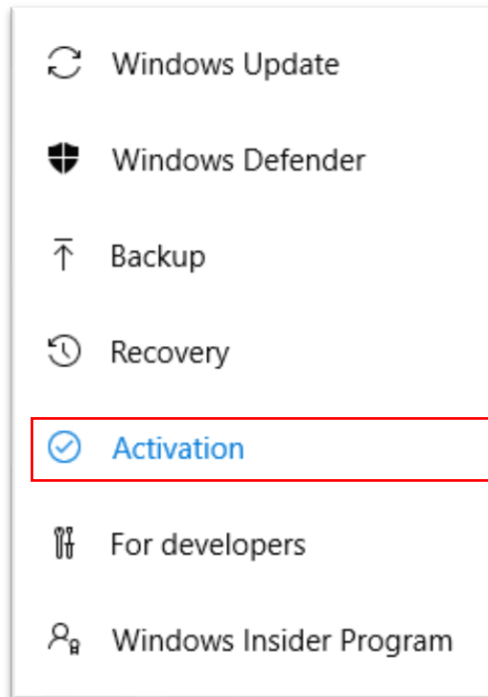 Windows Update
Windows Defender
Backup
Recovery
Activation
For developers
Windows Insider Program